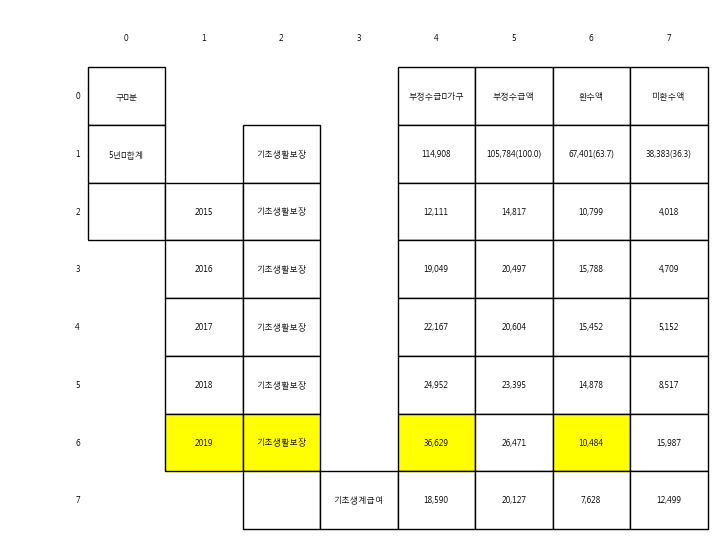 0 1 2 3 4 5 6 7
0 구 분 부정수급 가구 부정수급액 환수액 미환수액
1 5년 합계 기초생활보장 114,908 105,784(100.0) 67,401(63.7) 38,383(36.3)
2 2015 기초생활보장 12,111 14,817 10,799 4,018
3 2016 기초생활보장 19,049 20,497 15,788 4,709
4 2017 기초생활보장 22,167 20,604 15,452 5,152
5 2018 기초생활보장 24,952 23,395 14,878 8,517
6 2019 기초생활보장 36,629 26,471 10,484 15,987
7 기초생계급여 18,590 20,127 7,628 12,499